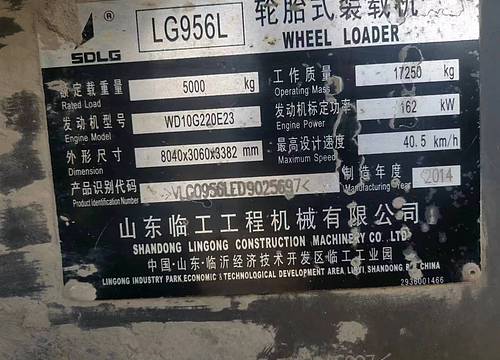 ® LG956L 轮胎式装载机
SDLG WHEEL LOADER
额定载重量 5000 kg 工作质量 17250 kg
Rated Load Operating Mass
发动机型号 WD10G220E23 发动机标定功率 162 kW
Engine Model Engine Power
外形尺寸 8040x3060x3382 mm 最高设计速度 40.5 km/h
Dimension Maximum Speed
产品识别代码 >VLG0956LED9025697< 制造年度 2014
Product Identification Number Manufacturing Year
山东临工工程机械有限公司
SHANDONG LINGONG CONSTRUCTION MACHINERY CO.,LTD
中国·山东·临沂经济技术开发区临工工业园
LINGONG INDUSTRY PARK.ECONOMIC & TECHNOLOGICAL DEVELOPMENT AREA LINYI.SHANDONG.P.R.CHINA
2936001466